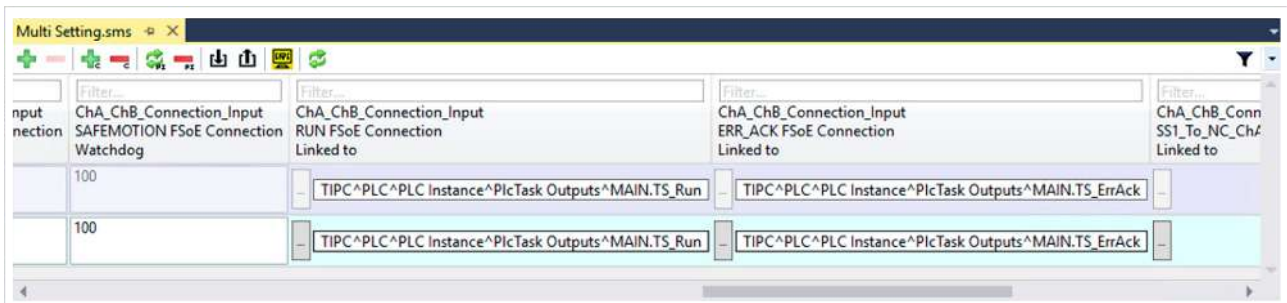 Multi Setting.sms
Filter...
Filter...
Filter...
nput
nection
ChA_ChB_Connection_Input
SAFEMOTION FSoE Connection
Watchdog
ChA_ChB_Connection_Input
RUN FSoE Connection
Linked to
ChA_ChB_Connection_Input
ERR_ACK FSoE Connection
Linked to
ChA_ChB_Conn
SS1_To_NC_ChA
Linked to
100
... TIPC^PLC^PLC Instance^PlcTask Outputs^MAIN.TS_Run
... TIPC^PLC^PLC Instance^PlcTask Outputs^MAIN.TS_ErrAck
...
100
... TIPC^PLC^PLC Instance^PlcTask Outputs^MAIN.TS_Run
... TIPC^PLC^PLC Instance^PlcTask Outputs^MAIN.TS_ErrAck
...